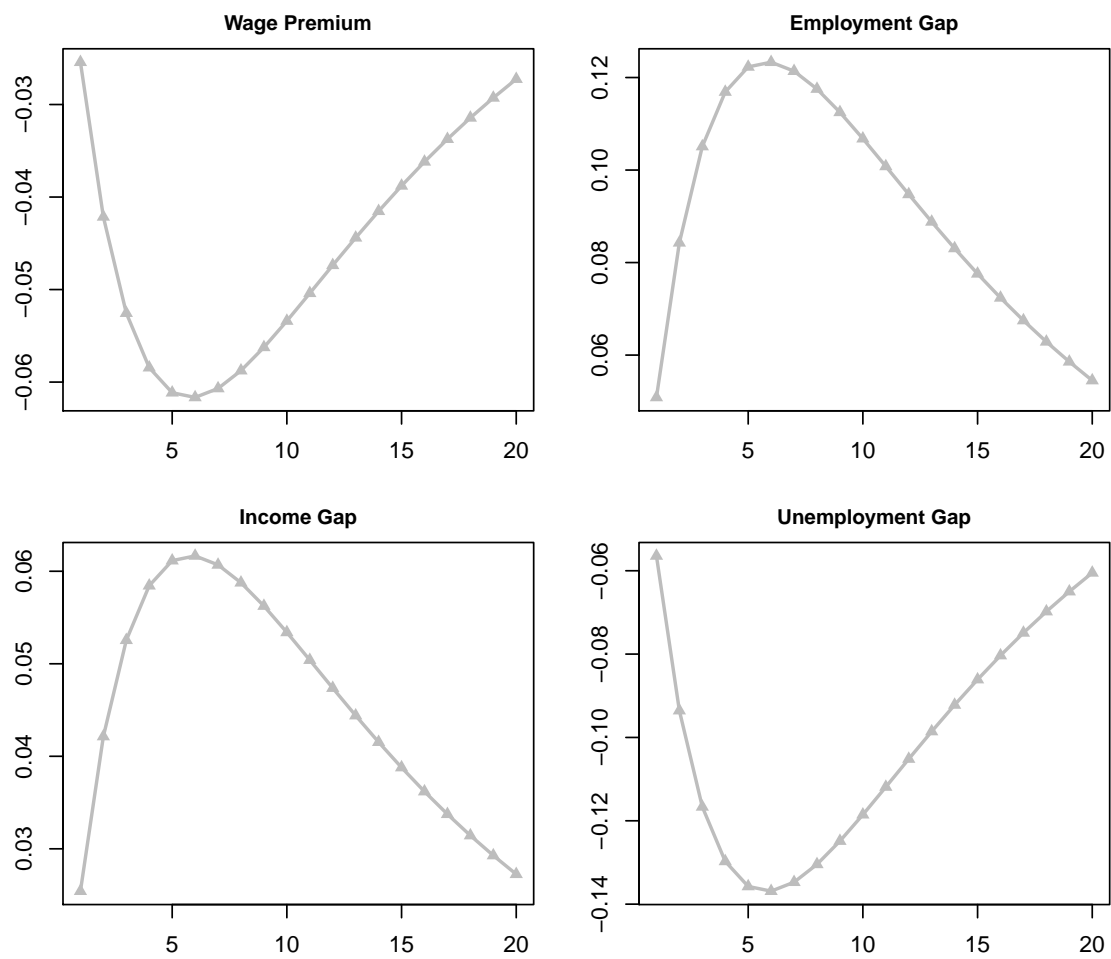 Wage Premium
−0.03
−0.04
−0.05
−0.06
5 10 15 20
Employment Gap
0.12
0.10
0.08
0.06
5 10 15 20
Income Gap
0.06
0.05
0.04
0.03
5 10 15 20
Unemployment Gap
−0.06
−0.08
−0.10
−0.12
−0.14
5 10 15 20